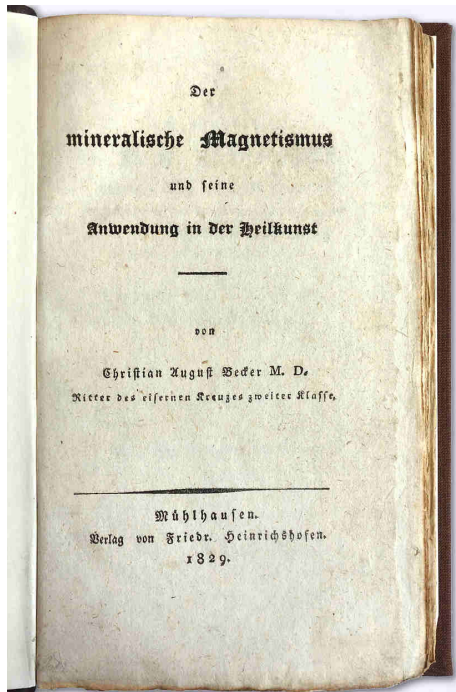 Der
mineralische Magnetismus
und seine
Anwendung in der Heilkunst
von
Christian August Becker M. D.
Ritter des eisernen Kreuzes zweiter Klasse.
Mühlhausen.
Verlag von Friedr. Heinrichshofen.
1829.